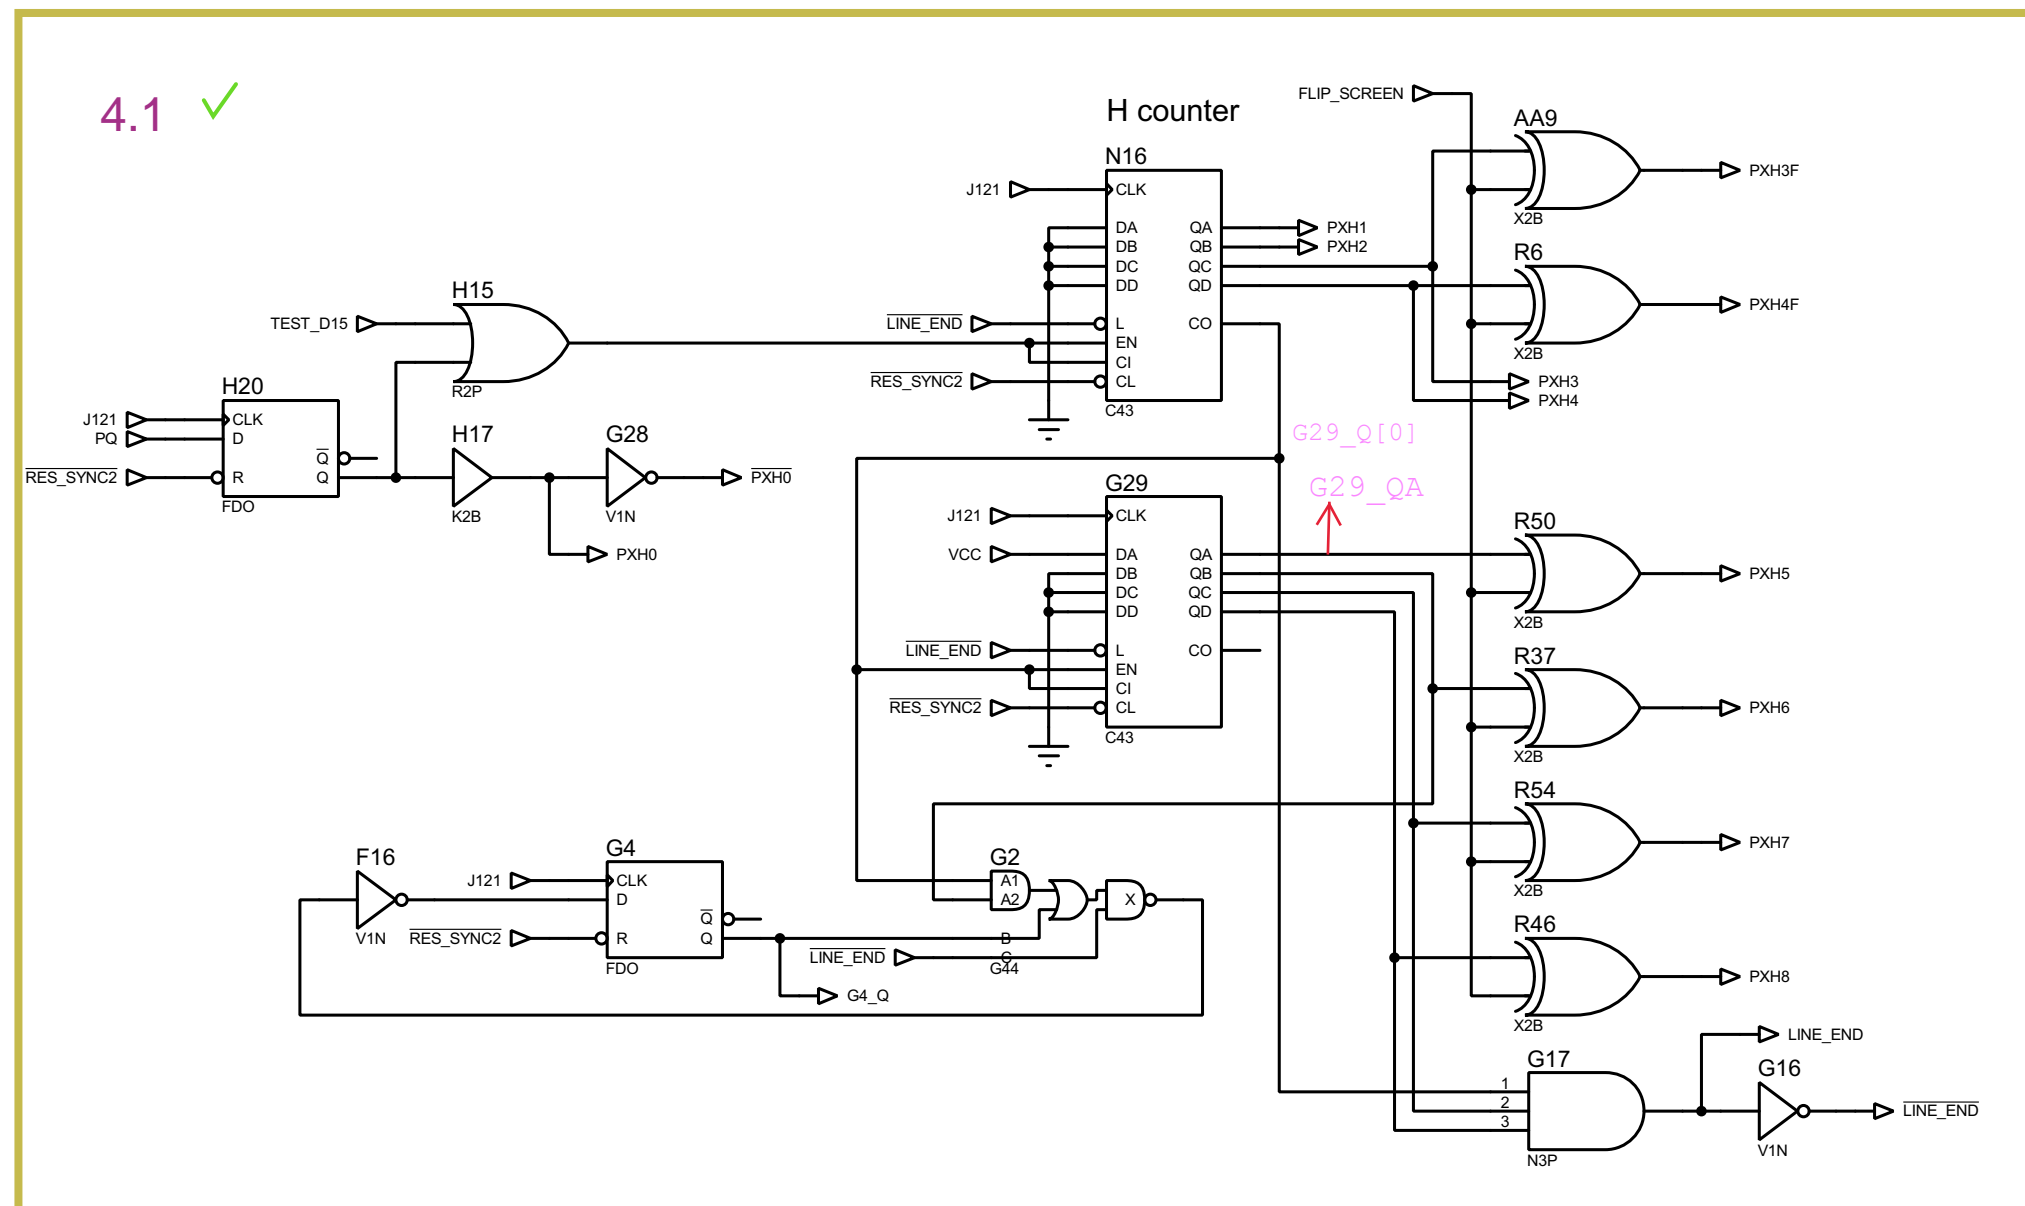 4.1
H counter
FLIP_SCREEN
AA9
X2B
PXH3F
N16
J121
CLK
DA QA PXH1
DB QB PXH2
DC QC
DD QD
LINE_END L CO
EN
CI
RES_SYNC2 CL
C43
R6
X2B
PXH4F
PXH3
PXH4
H15
TEST_D15
R2P
H20
J121 CLK
PQ D
Q
RES_SYNC2 R Q
FDO
H17
K2B
G28
V1N
PXH0
PXH0
G29_Q[0]
G29_QA
G29
J121 CLK
VCC DA QA
DB QB
DC QC
DD QD
LINE_END L CO
EN
CI
RES_SYNC2 CL
C43
R50
X2B
PXH5
R37
X2B
PXH6
R54
X2B
PXH7
R46
X2B
PXH8
F16
V1N
G4
J121 CLK
D
Q
RES_SYNC2 R Q
FDO
G4_Q
G2
A1
A2
X
B
LINE_END C
G44
G17
1
2
3
N3P
LINE_END
G16
V1N
LINE_END